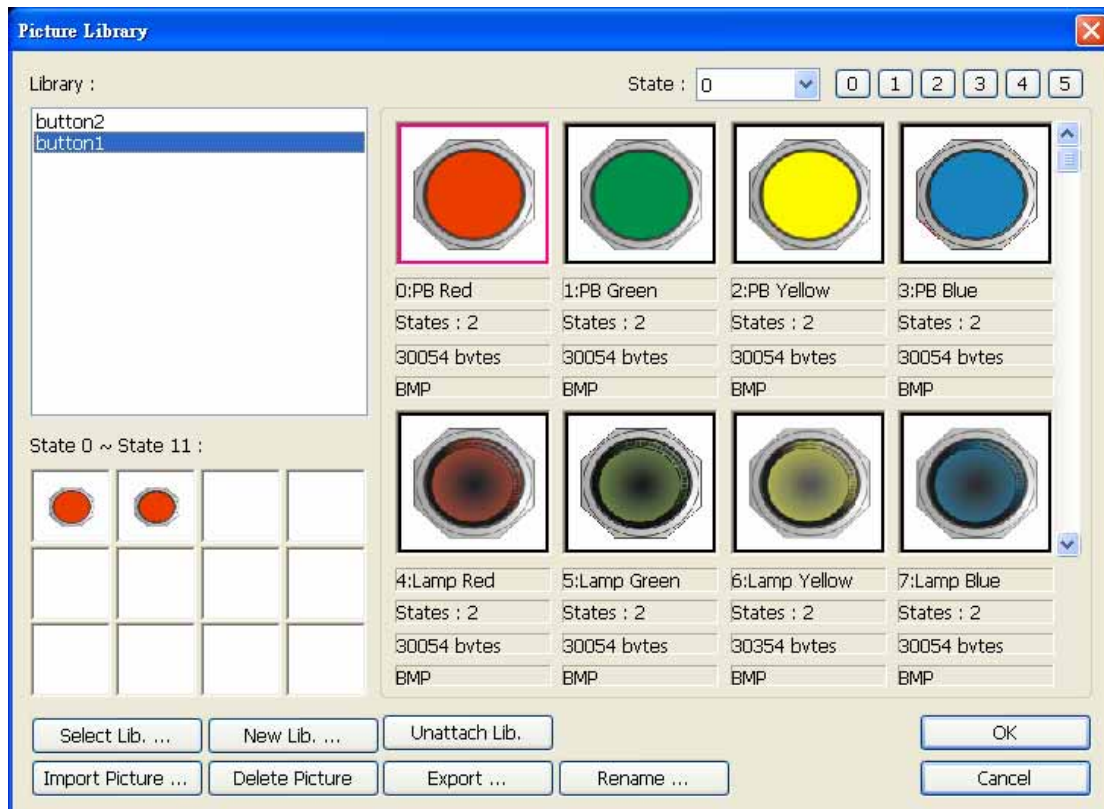 Picture Library
Library :
State : 0 0 1 2 3 4 5
button2
button1
0:PB Red 1:PB Green 2:PB Yellow 3:PB Blue
States : 2 States : 2 States : 2 States : 2
30054 bytes 30054 bytes 30054 bytes 30054 bytes
BMP BMP BMP BMP
State 0 ~ State 11 :
4:Lamp Red 5:Lamp Green 6:Lamp Yellow 7:Lamp Blue
States : 2 States : 2 States : 2 States : 2
30054 bytes 30054 bytes 30354 bytes 30054 bytes
BMP BMP BMP BMP
Select Lib. ... New Lib. ... Unattach Lib. OK
Import Picture ... Delete Picture Export ... Rename ... Cancel